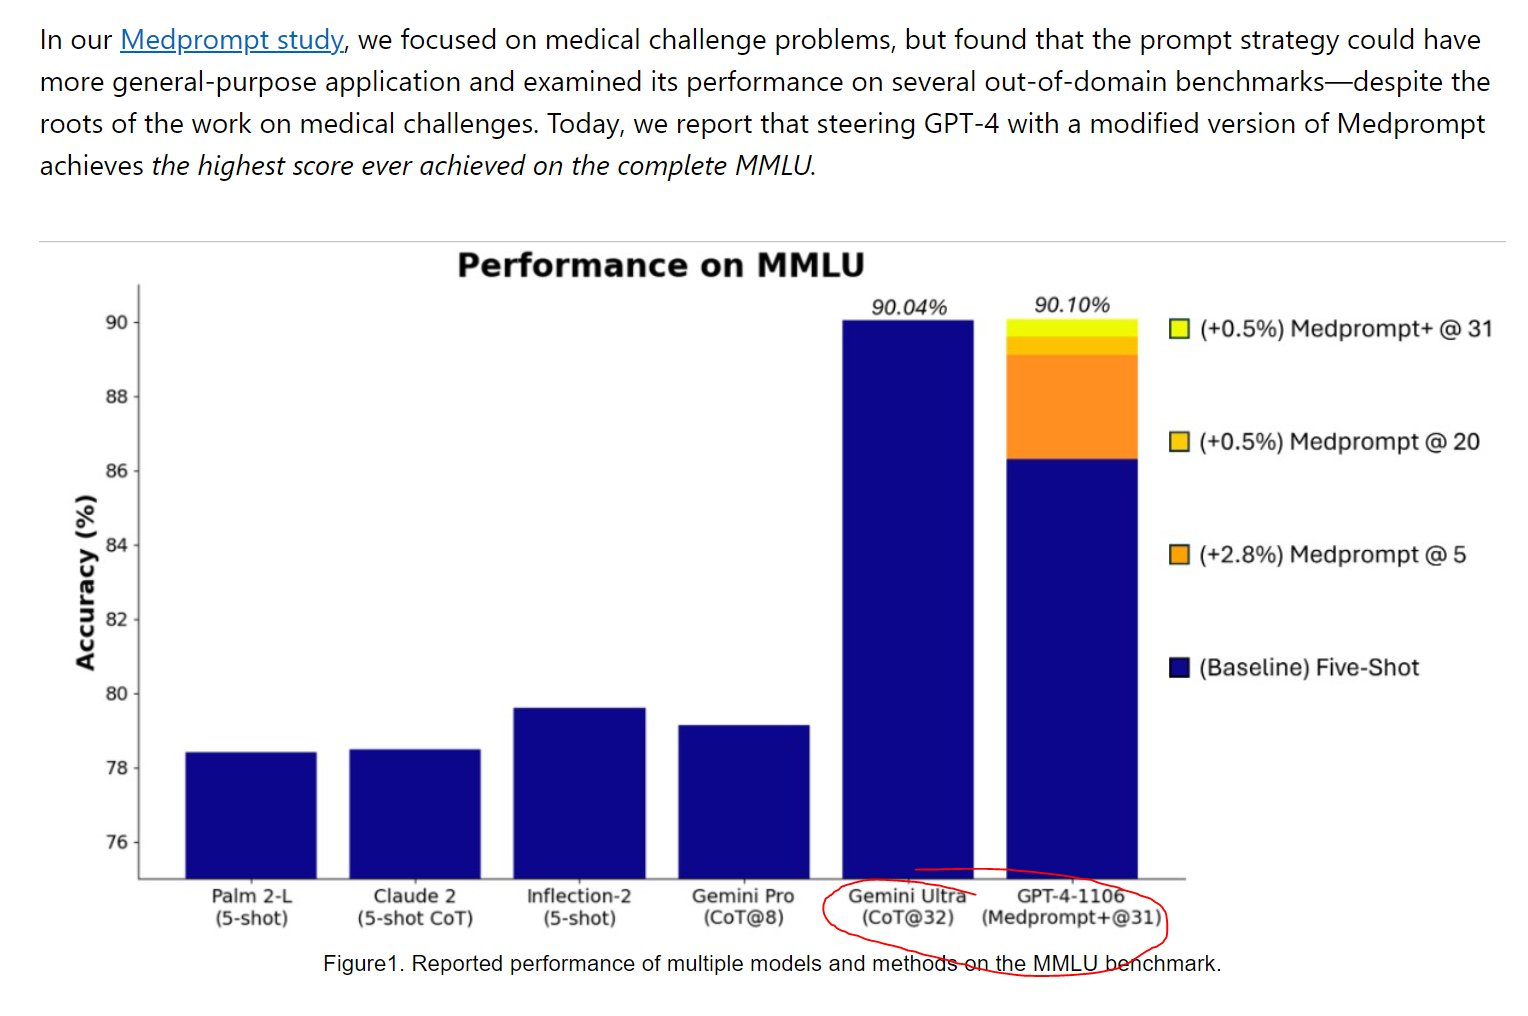 In our Medprompt study, we focused on medical challenge problems, but found that the prompt strategy could have
more general-purpose application and examined its performance on several out-of-domain benchmarks—despite the
roots of the work on medical challenges. Today, we report that steering GPT-4 with a modified version of Medprompt
achieves the highest score ever achieved on the complete MMLU.
Performance on MMLU
Accuracy (%)
90
88
86
84
82
80
78
76
90.04%
90.10%
(+0.5%) Medprompt+ @ 31
(+0.5%) Medprompt @ 20
(+2.8%) Medprompt @ 5
(Baseline) Five-Shot
Palm 2-L
(5-shot)
Claude 2
(5-shot CoT)
Inflection-2
(5-shot)
Gemini Pro
(CoT@8)
Gemini Ultra
(CoT@32)
GPT-4-1106
(Medprompt+@31)
Figure1. Reported performance of multiple models and methods on the MMLU benchmark.